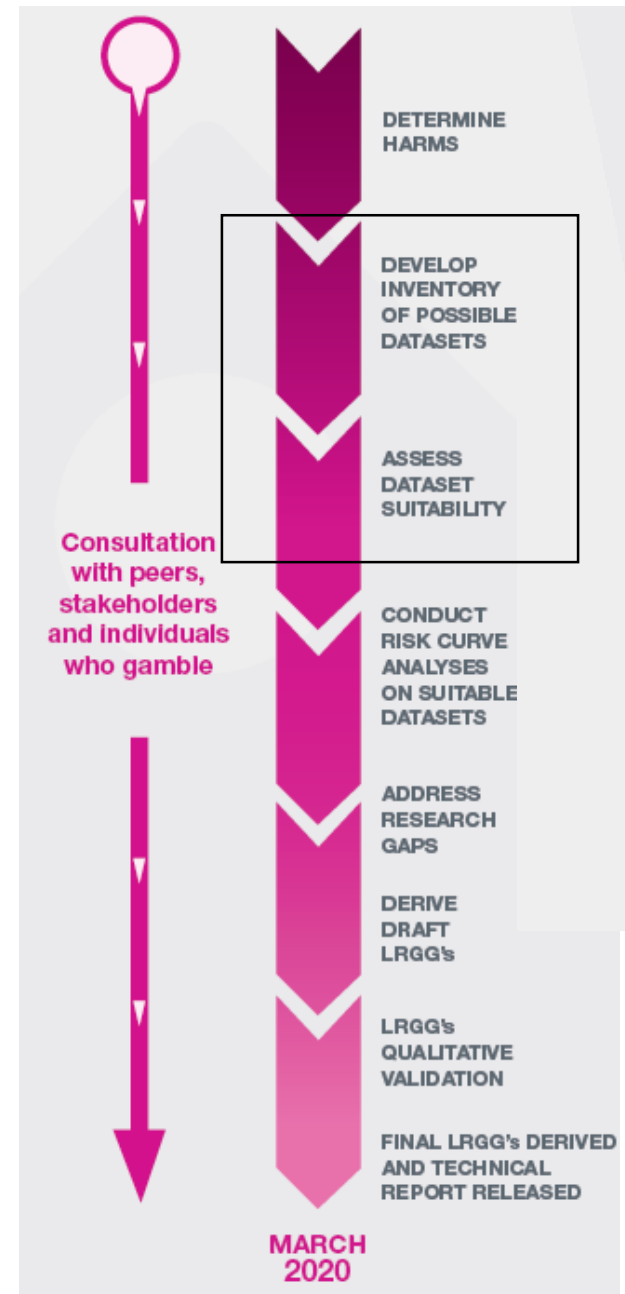 DETERMINE
HARMS
DEVELOP
INVENTORY
OF POSSIBLE
DATASETS
ASSESS
DATASET
SUITABILITY
Consultation
with peers,
stakeholders
and individuals
who gamble
CONDUCT
RISK CURVE
ANALYSES
ON SUITABLE
DATASETS
ADDRESS
RESEARCH
GAPS
DERIVE
DRAFT
LRGG's
LRGG's
QUALITATIVE
VALIDATION
FINAL LRGG's DERIVED
AND TECHNICAL
REPORT RELEASED
MARCH
2020